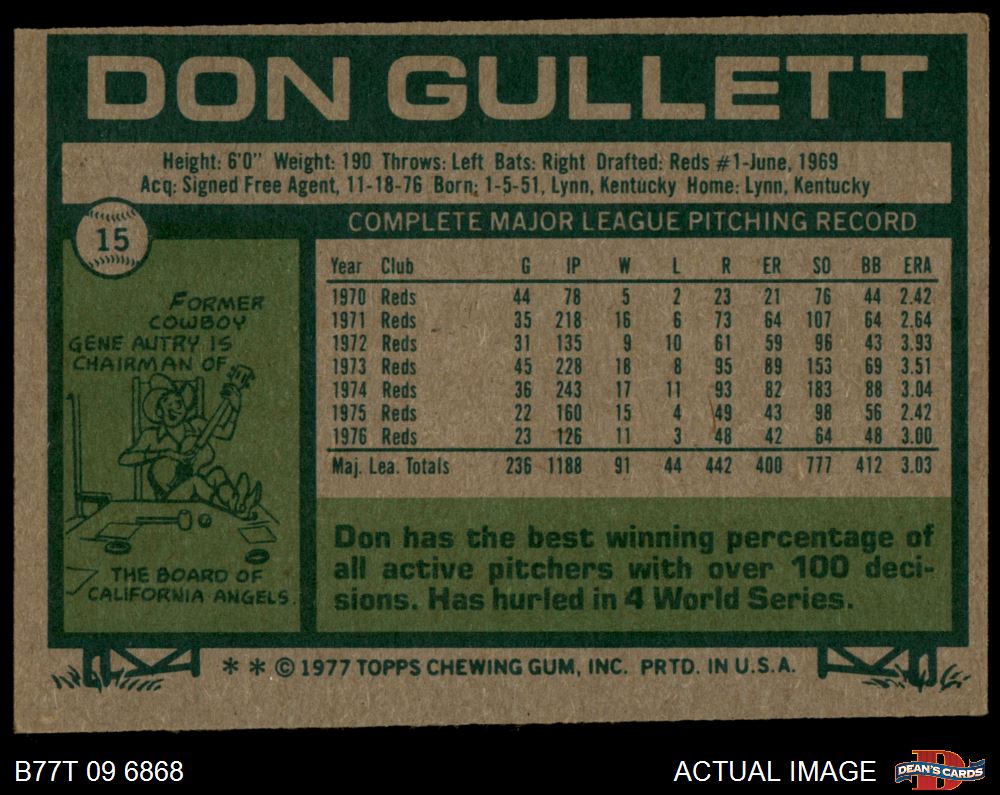 DON GULLETT
Height: 6'0" Weight: 190 Throws: Left Bats: Right Drafted: Reds #1-June, 1969
Acq: Signed Free Agent, 11-18-76 Born: 1-5-51, Lynn, Kentucky Home: Lynn, Kentucky
15
COMPLETE MAJOR LEAGUE PITCHING RECORD
FORMER
COWBOY
GENE AUTRY IS
CHAIRMAN OF
THE BOARD OF
CALIFORNIA ANGELS.
Year Club G IP W L R ER SO BB ERA
1970 Reds 44 78 5 2 23 21 76 44 2.42
1971 Reds 35 218 16 6 73 64 107 64 2.64
1972 Reds 31 135 9 10 61 59 96 43 3.93
1973 Reds 45 228 18 8 95 89 153 69 3.51
1974 Reds 36 243 17 11 93 82 183 88 3.04
1975 Reds 22 160 15 4 49 43 98 56 2.42
1976 Reds 23 126 11 3 48 42 64 48 3.00
Maj. Lea. Totals 236 1188 91 44 442 400 777 412 3.03
Don has the best winning percentage of
all active pitchers with over 100 deci-
sions. Has hurled in 4 World Series.
* * © 1977 TOPPS CHEWING GUM, INC. PRTD. IN U.S.A.
B77T 09 6868
ACTUAL IMAGE
D
DEAN'S CARDS